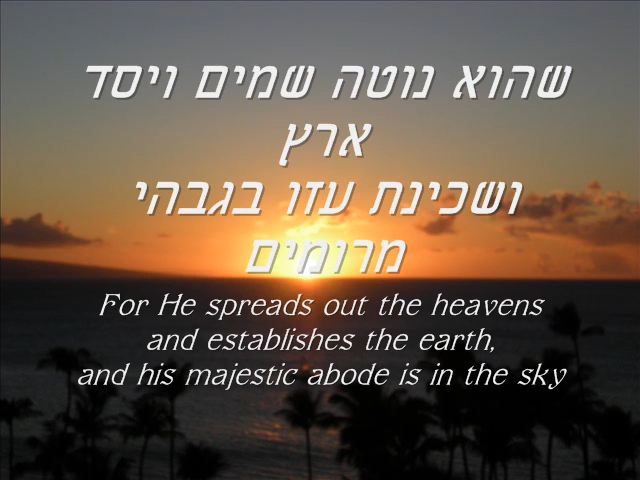 שהוא נוטה שמים ויסד
ארץ
ושכינת עזו בגבהי
מרומים
For He spreads out the heavens
and establishes the earth,
and his majestic abode is in the sky